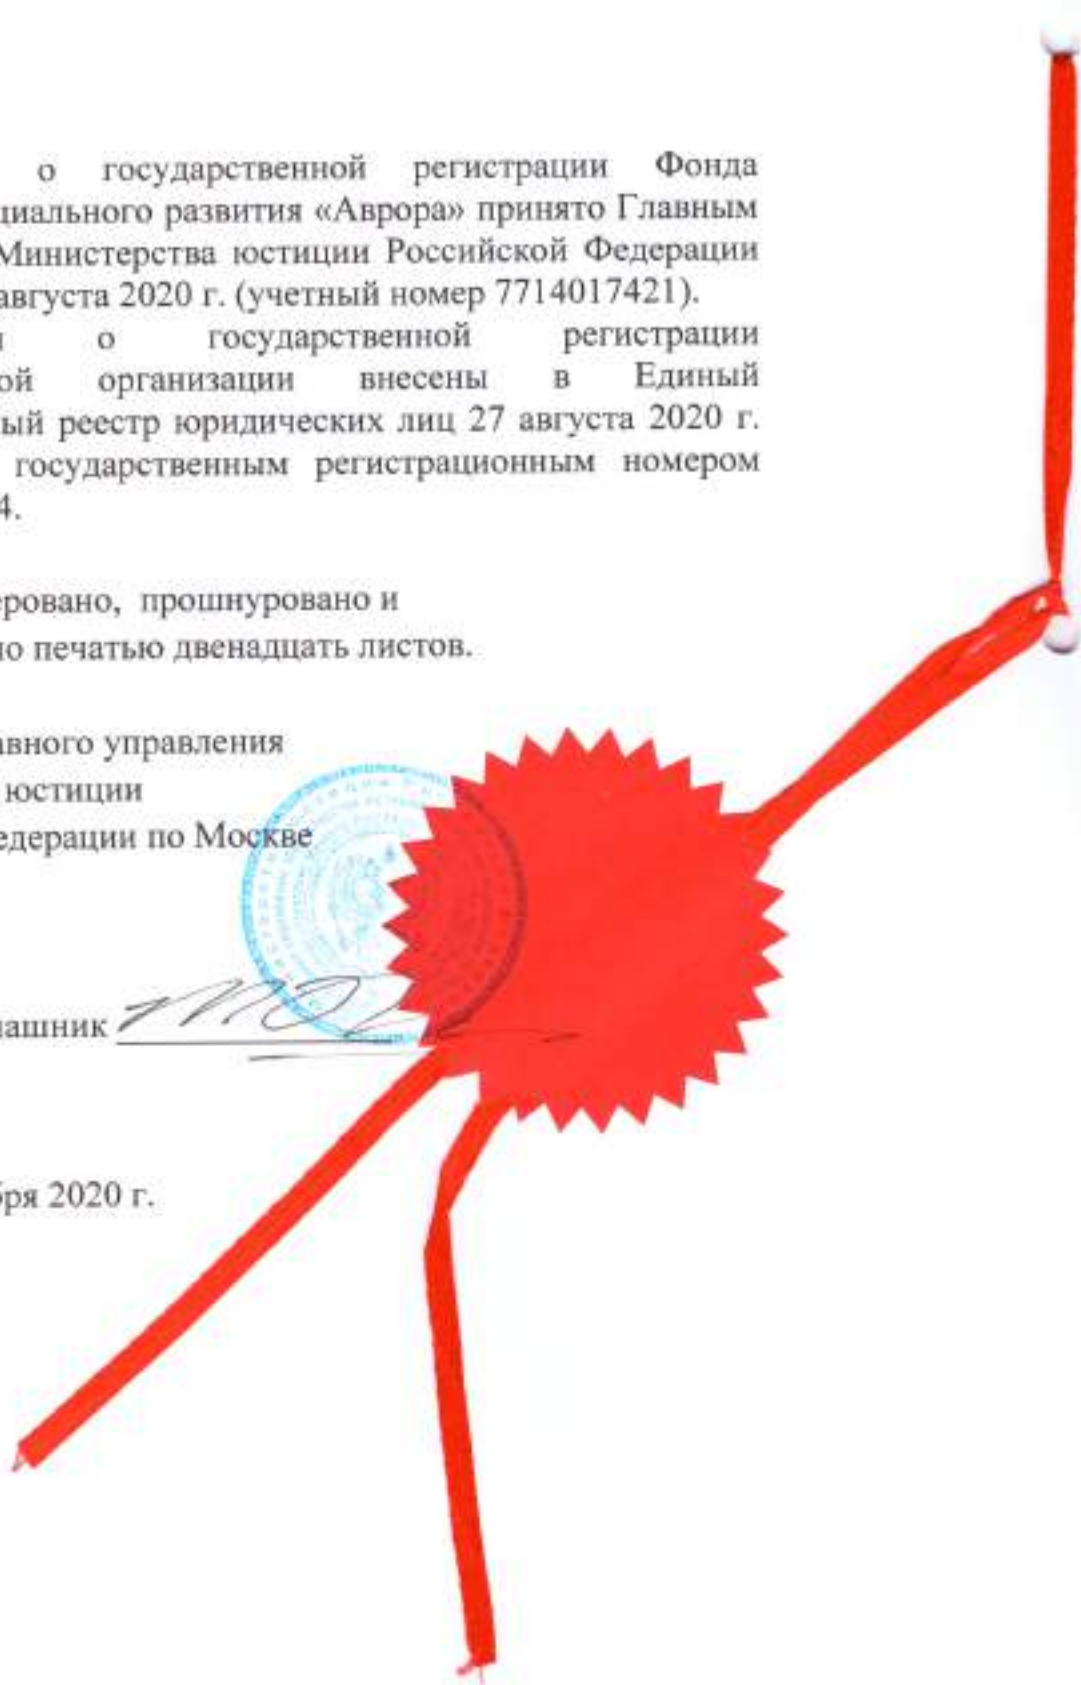 о государственной регистрации Фонда
циального развития «Аврора» принято Главным
Министерства юстиции Российской Федерации
августа 2020 г. (учетный номер 7714017421).
о государственной регистрации
ой организации внесены в Единый
ый реестр юридических лиц 27 августа 2020 г.
государственным регистрационным номером
4.
еровано, прошнуровано и
но печатью двенадцать листов.
авного управления
юстиции
едерации по Москве
лашник
бря 2020 г.